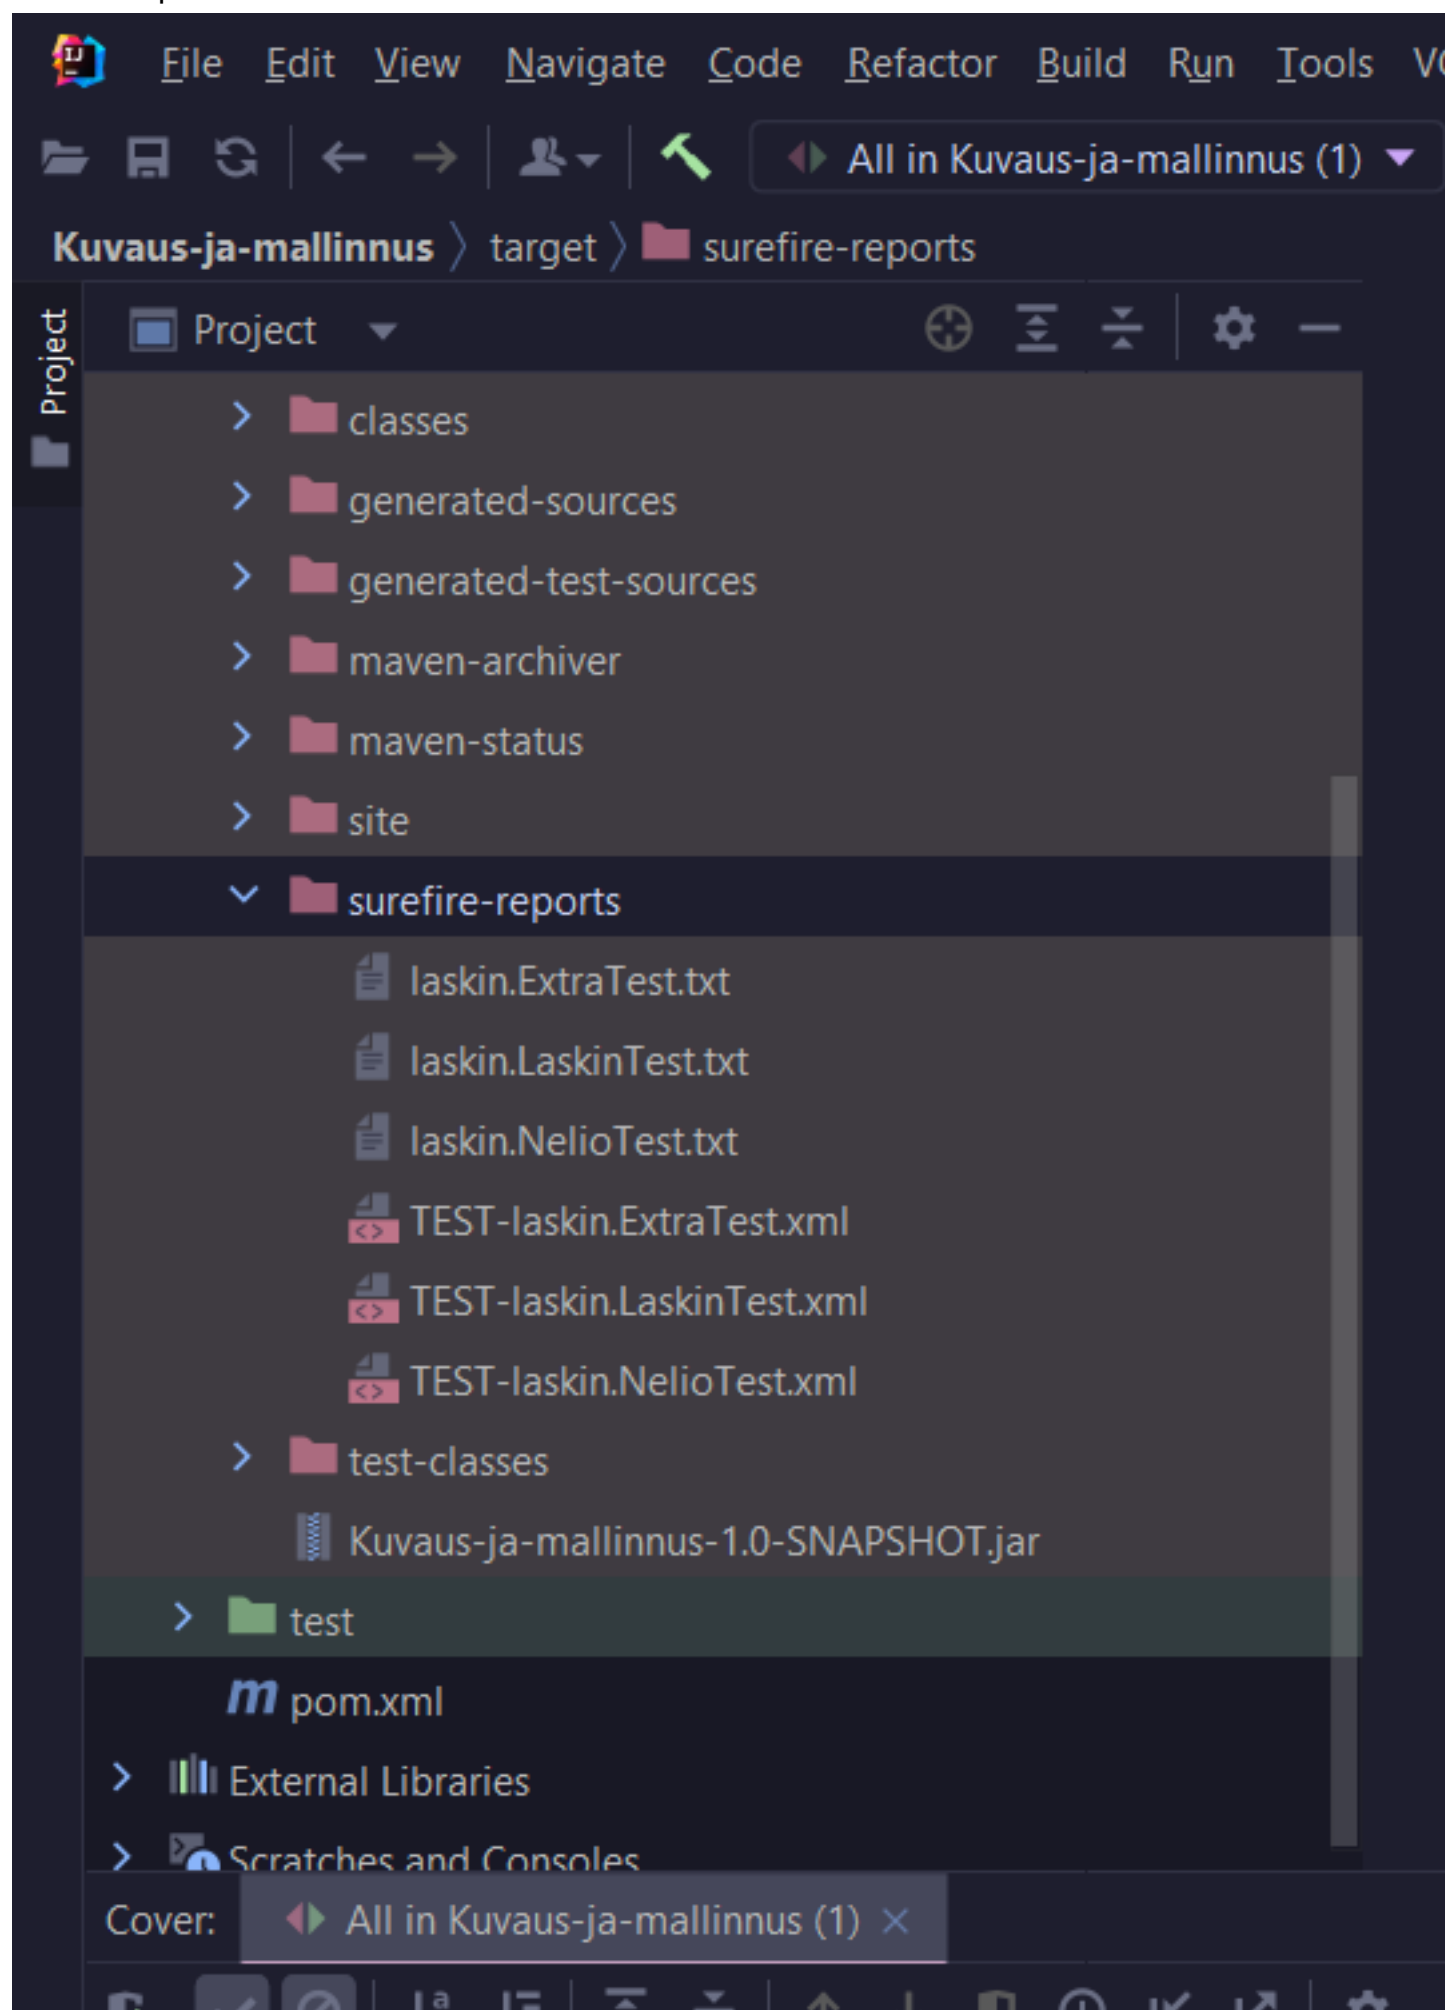 File Edit View Navigate Code Refactor Build Run Tools
All in Kuvaus-ja-mallinnus (1)
Kuvaus-ja-mallinnus target surefire-reports
Project
Project
classes
generated-sources
generated-test-sources
maven-archiver
maven-status
site
surefire-reports
laskin.ExtraTest.txt
laskin.LaskinTest.txt
laskin.NelioTest.txt
TEST-laskin.ExtraTest.xml
TEST-laskin.LaskinTest.xml
TEST-laskin.NelioTest.xml
test-classes
Kuvaus-ja-mallinnus-1.0-SNAPSHOT.jar
test
pom.xml
External Libraries
Scratches and Consoles
Cover: All in Kuvaus-ja-mallinnus (1)